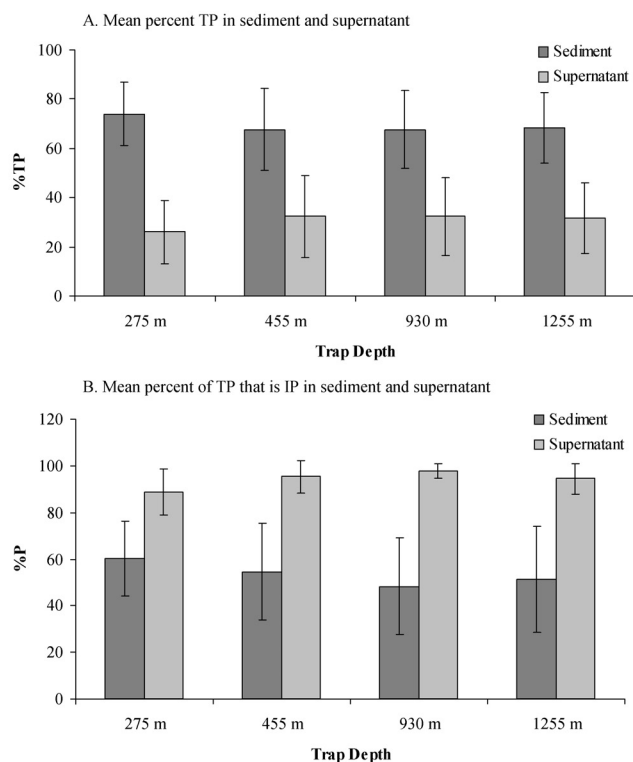 A. Mean percent TP in sediment and supernatant
100
80
60
40
20
0
%TP
Sediment
Supernatant
275 m 455 m 930 m 1255 m
Trap Depth
B. Mean percent of TP that is IP in sediment and supernatant
120
100
80
60
40
20
0
%P
Sediment
Supernatant
275 m 455 m 930 m 1255 m
Trap Depth